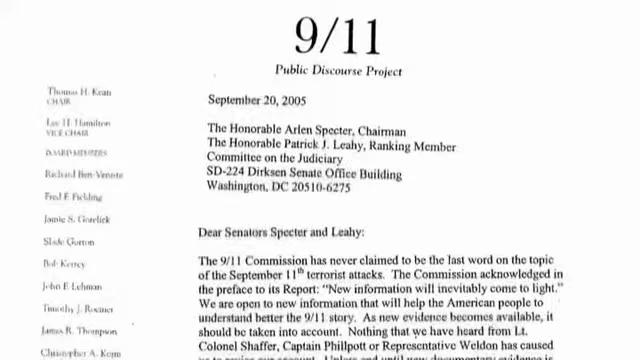 9/11
Public Discourse Project
Thomas H. Kean
CHAIR
Lee H. Hamilton
VICE CHAIR
BOARD MEMBERS
Richard Ben-Veniste
Fred F. Fielding
Jamie S. Gorelick
Slade Gorton
Bob Kerrey
John F. Lehman
Timothy J. Roemer
James R. Thompson
Christopher A. Kojm
September 20, 2005
The Honorable Arlen Specter, Chairman
The Honorable Patrick J. Leahy, Ranking Member
Committee on the Judiciary
SD-224 Dirksen Senate Office Building
Washington, DC 20510-6275
Dear Senators Specter and Leahy:
The 9/11 Commission has never claimed to be the last word on the topic
of the September 11th terrorist attacks. The Commission acknowledged in
the preface to its Report: "New information will inevitably come to light."
We are open to new information that will help the American people to
understand better the 9/11 story. As new evidence becomes available, it
should be taken into account. Nothing that we have heard from Lt.
Colonel Shaffer, Captain Phillpott or Representative Weldon has caused